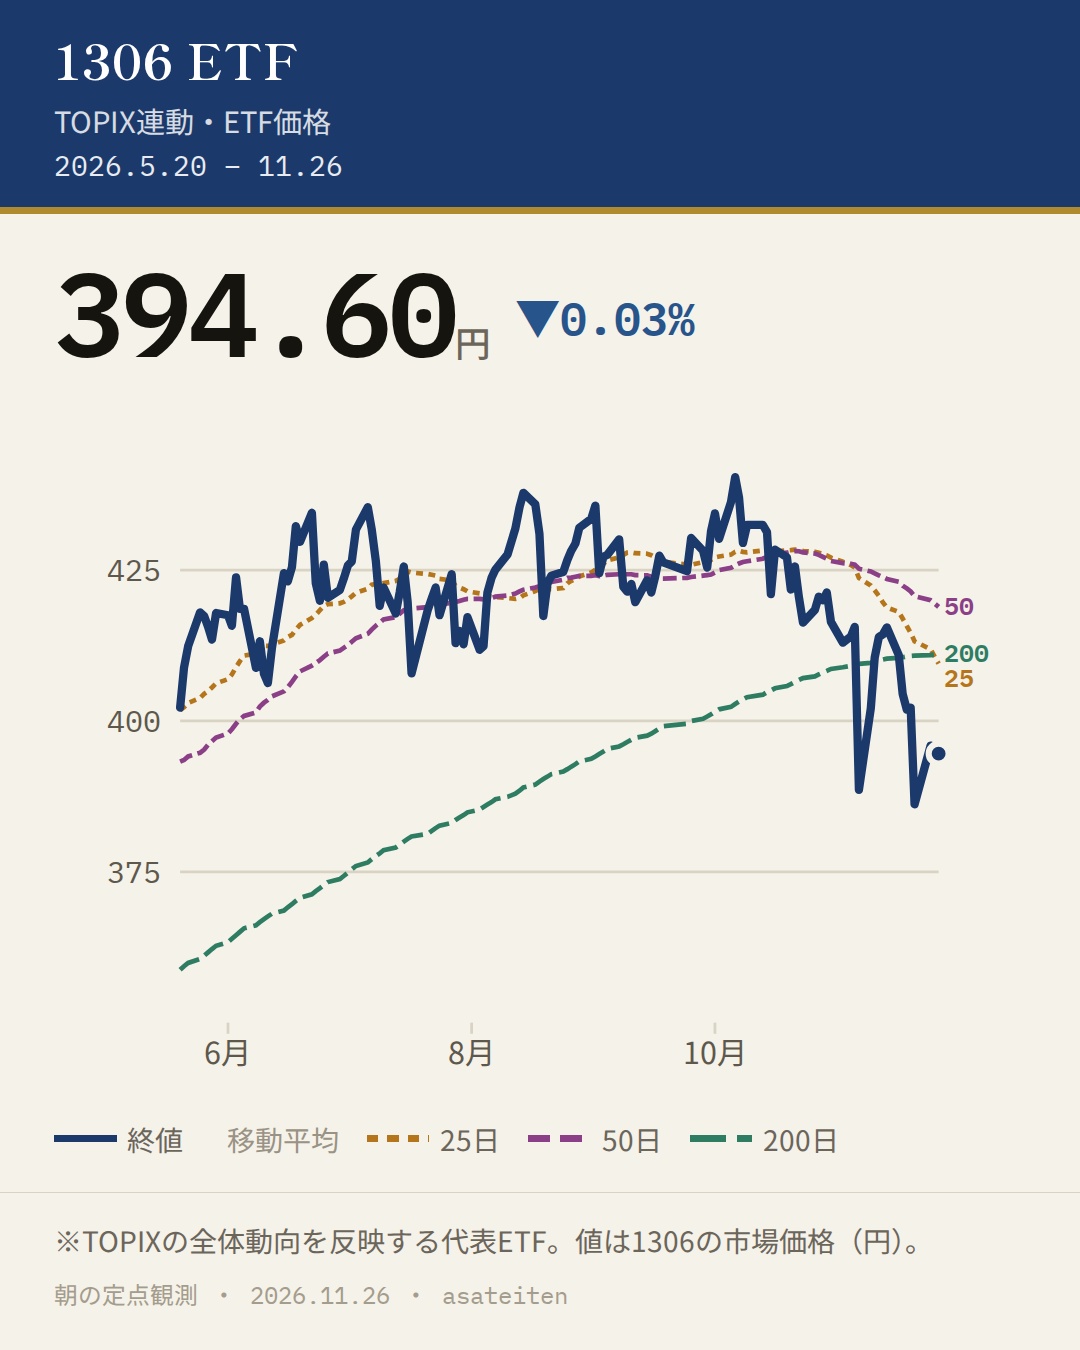 1306 ETF
TOPIX連動・ETF価格
2026.5.20 – 11.26
394.60円 ▼0.03%
425
400
375
50
200
25
6月 8月 10月
終値 移動平均 25日 50日 200日
※TOPIXの全体動向を反映する代表ETF。値は1306の市場価格（円）。
朝の定点観測 ・ 2026.11.26 ・ asateiten